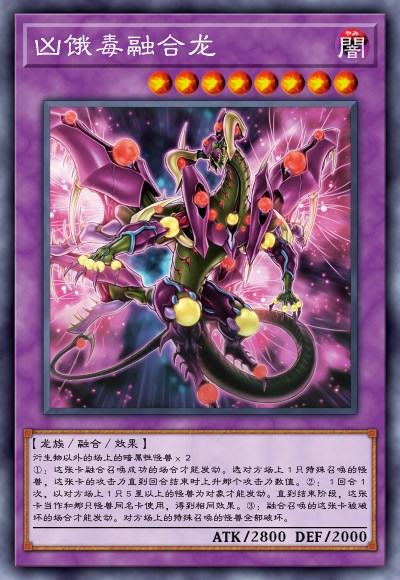 凶饿毒融合龙
やみ
闇
【龙族／融合／效果】
衍生物以外的场上的暗属性怪兽×2
①：这张卡融合召唤成功的场合才能发动。选对方场上1只特殊召唤的怪
兽，这张卡的攻击力直到回合结束时上升那个攻击力数值。②：1回合1
次，以对方场上1只5星以上的怪兽为对象才能发动。直到结束阶段，这张
卡当作和那只怪兽同名卡使用，得到相同效果。③：融合召唤的这张卡被破
坏的场合才能发动。对方场上的特殊召唤的怪兽全部破坏。
ATK/2800 DEF/2000